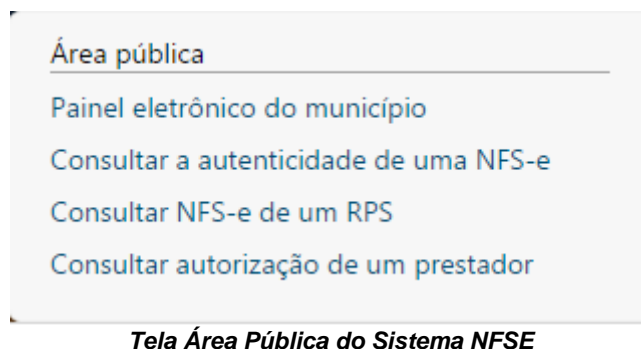 Área pública
Painel eletrônico do município
Consultar a autenticidade de uma NFS-e
Consultar NFS-e de um RPS
Consultar autorização de um prestador
Tela Área Pública do Sistema NFSE